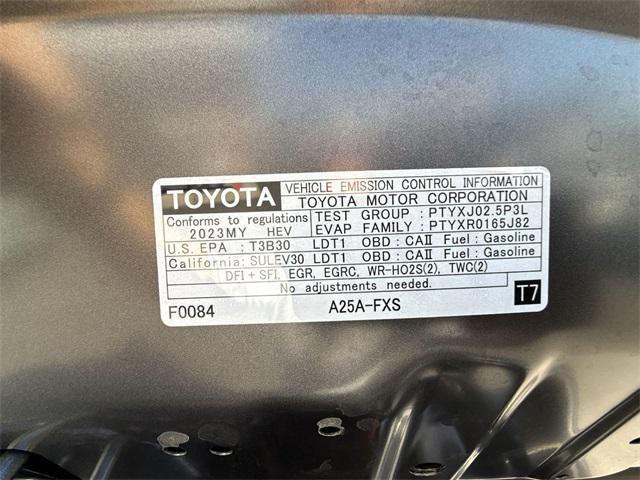 TOYOTA VEHICLE EMISSION CONTROL INFORMATION
TOYOTA MOTOR CORPORATION
Conforms to regulations TEST GROUP : PTYXJ02.5P3L
2023MY HEV EVAP FAMILY : PTYXR0165J82
U.S. EPA : T3B30 LDT1 OBD : CAII Fuel : Gasoline
California: SULEV30 LDT1 OBD : CAII Fuel : Gasoline
DFI + SFI, EGR, EGRC, WR-HO2S(2), TWC(2)
No adjustments needed.
F0084 A25A-FXS T7